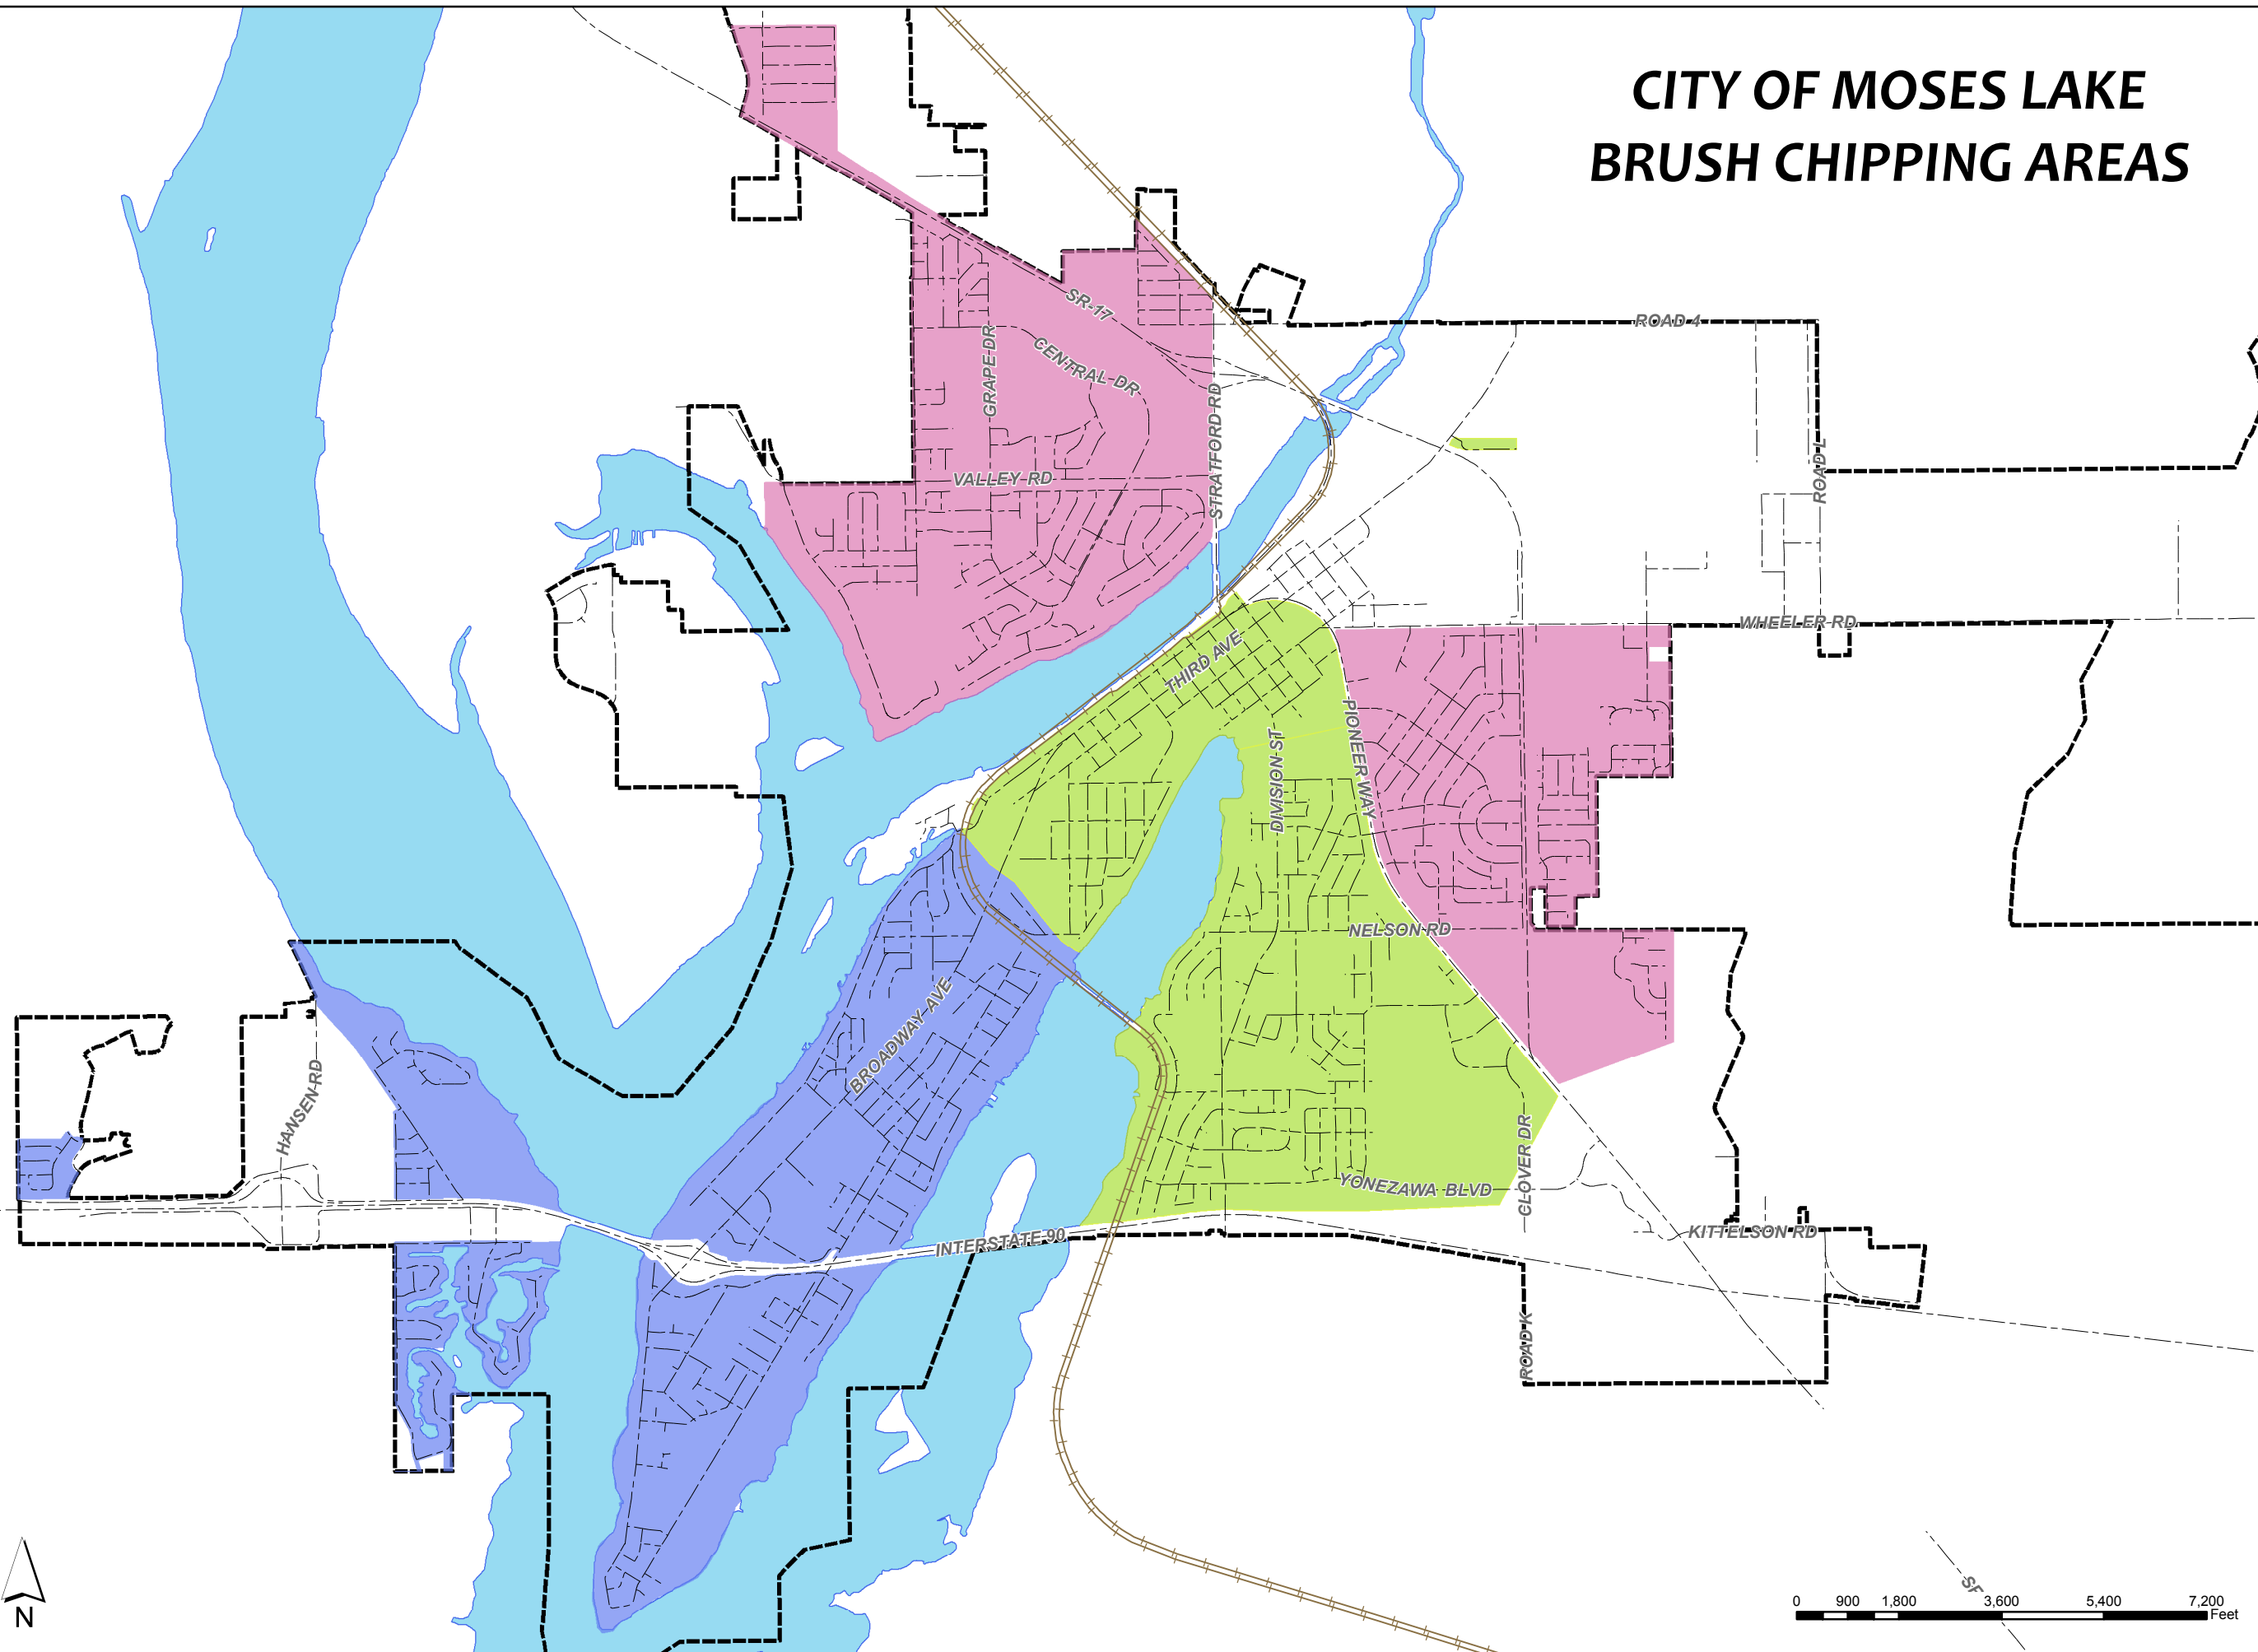 CITY OF MOSES LAKE
BRUSH CHIPPING AREAS
SR-17
ROAD 4
GRAPE DR
CENTRAL DR
STRATFORD RD
ROAD L
VALLEY RD
WHEELER RD
THIRD AVE
PIONEER WAY
DIVISION ST
NELSON RD
BROADWAY AVE
HANSEN RD
CLOVER DR
YONEZAWA BLVD
INTERSTATE 90
KITTELSON RD
ROAD K
SF
N
0 900 1,800 3,600 5,400 7,200
Feet